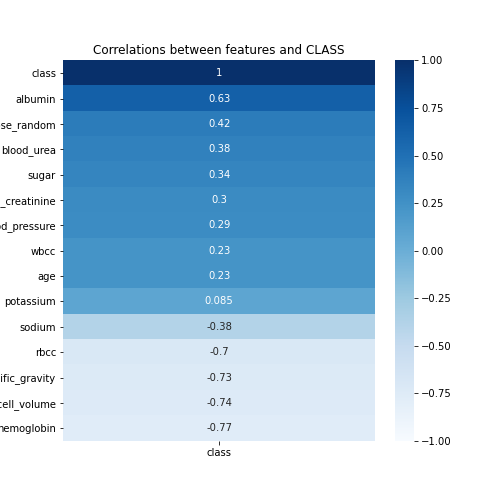 Correlations between features and CLASS
class 1
albumin 0.63
se_random 0.42
blood_urea 0.38
sugar 0.34
_creatinine 0.3
od_pressure 0.29
wbcc 0.23
age 0.23
potassium 0.085
sodium -0.38
rbcc -0.7
ific_gravity -0.73
cell_volume -0.74
hemoglobin -0.77
class
1.00
0.75
0.50
0.25
0.00
−0.25
−0.50
−0.75
−1.00